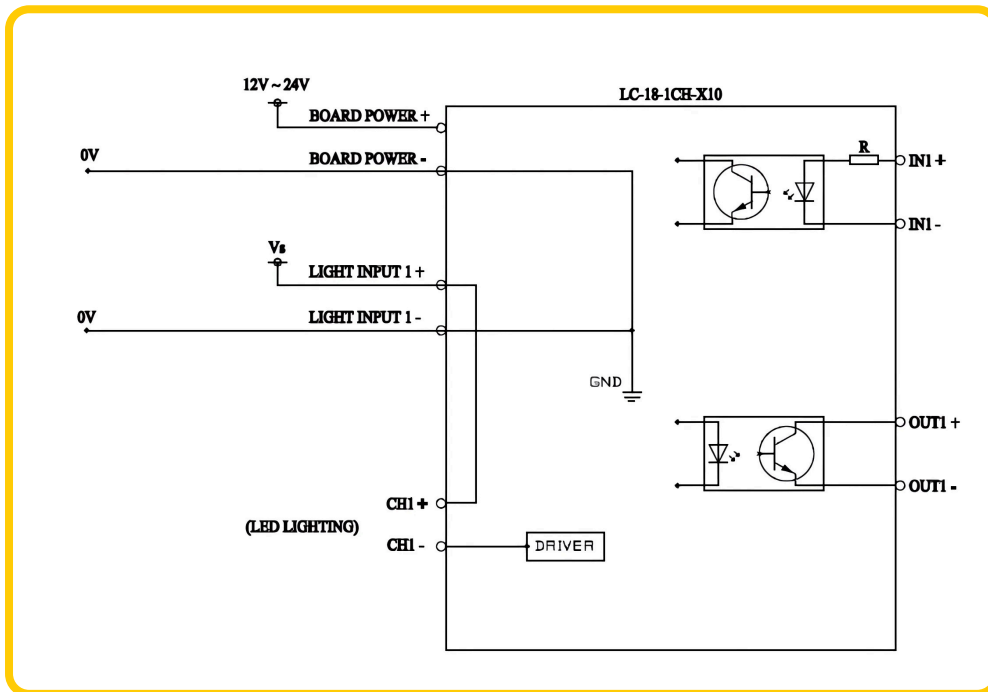 12V ~ 24V
LC-18-1CH-X10
BOARD POWER +
0V
BOARD POWER -
R
IN1 +
IN1 -
Vs
LIGHT INPUT 1 +
0V
LIGHT INPUT 1 -
GND
OUT1 +
OUT1 -
CH1 +
(LED LIGHTING)
CH1 -
DRIVER